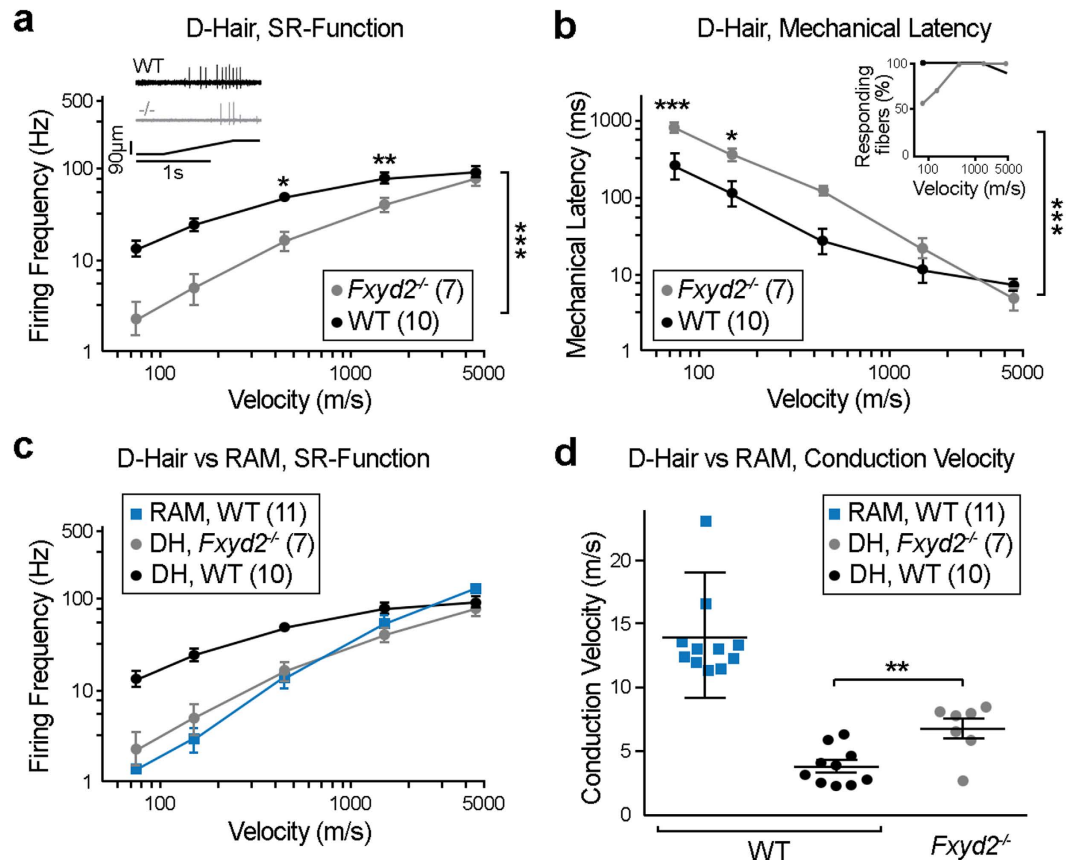 a
D-Hair, SR-Function
WT
-/-
90µm
1s
500
100
10
1
Firing Frequency (Hz)
*
**
***
Fxyd2-/- (7)
WT (10)
100
1000
5000
Velocity (m/s)
b
D-Hair, Mechanical Latency
1000
100
10
1
Mechanical Latency (ms)
***
*
***
Responding
fibers (%)
100
50
0
100
1000
5000
Velocity (m/s)
Fxyd2-/- (7)
WT (10)
100
1000
5000
Velocity (m/s)
c
D-Hair vs RAM, SR-Function
RAM, WT (11)
DH, Fxyd2-/- (7)
DH, WT (10)
500
100
10
1
Firing Frequency (Hz)
100
1000
5000
Velocity (m/s)
d
D-Hair vs RAM, Conduction Velocity
RAM, WT (11)
DH, Fxyd2-/- (7)
DH, WT (10)
20
15
10
5
0
Conduction Velocity (m/s)
**
WT
Fxyd2-/-